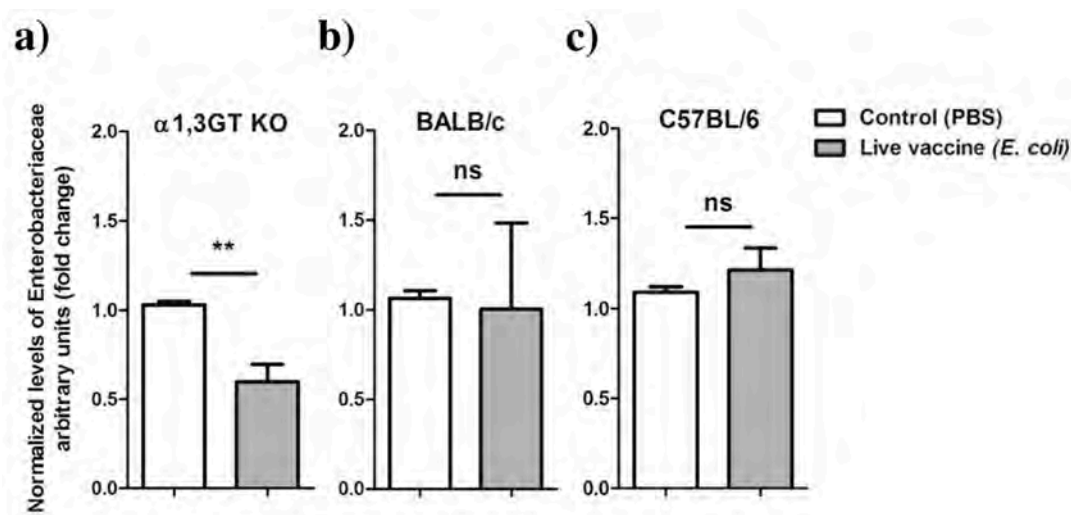 a)
b)
c)
Normalized levels of Enterobacteriaceae
arbitrary units (fold change)
α1,3GT KO
2.0
1.5
1.0
0.5
0.0
**
BALB/c
2.0
1.5
1.0
0.5
0.0
ns
C57BL/6
2.0
1.5
1.0
0.5
0.0
ns
Control (PBS)
Live vaccine (E. coli)